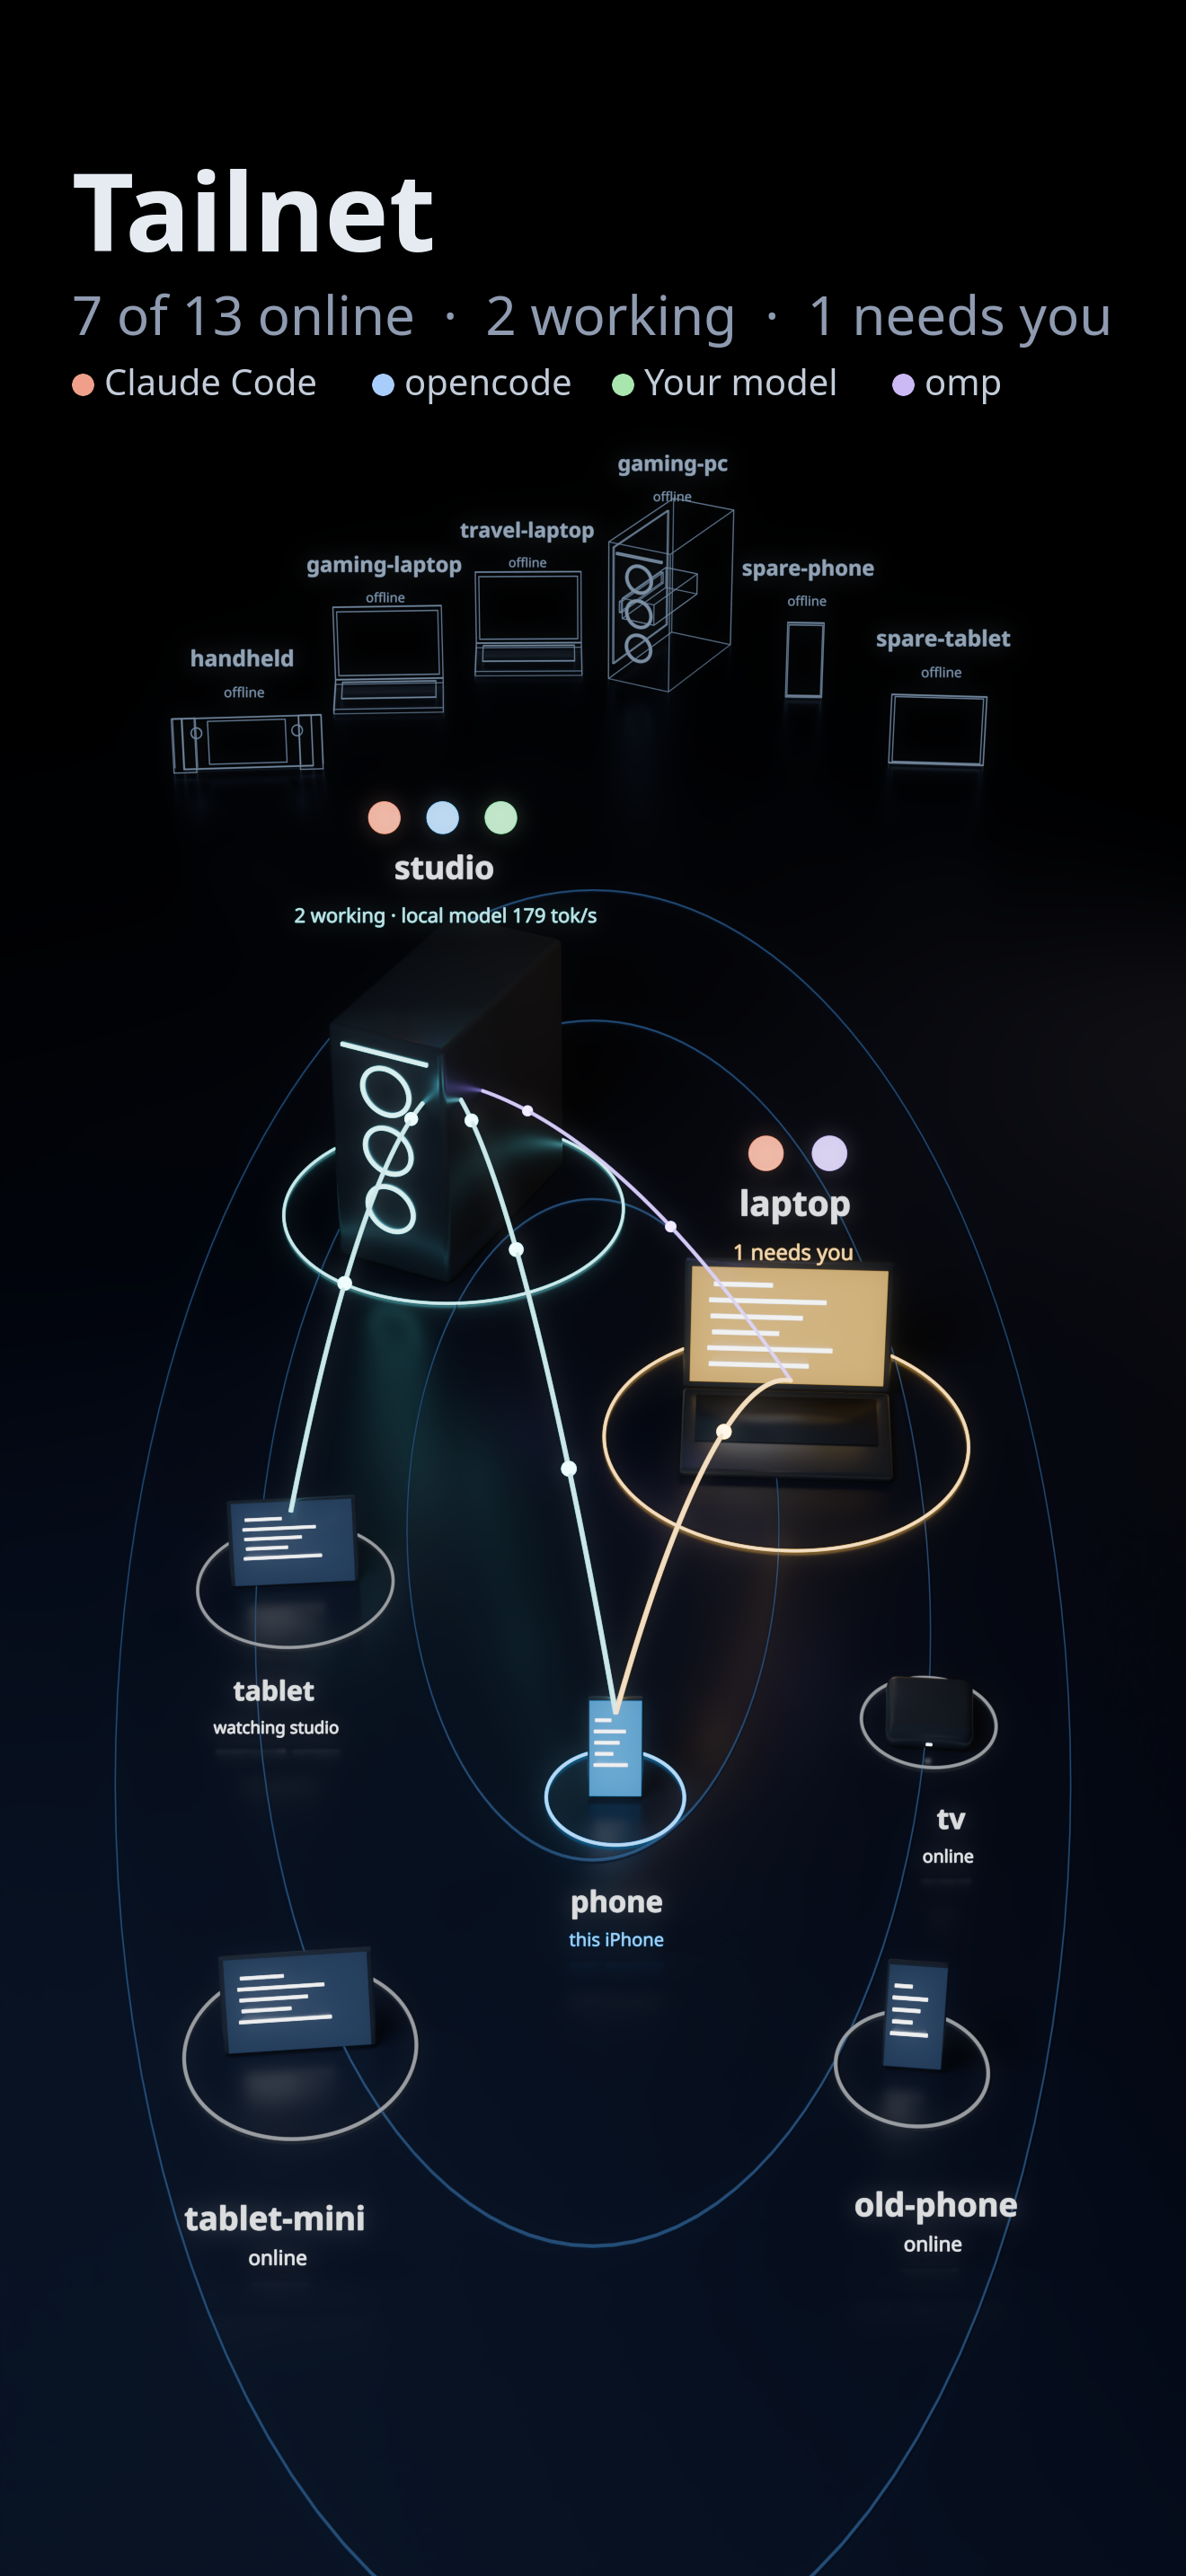 Tailnet
7 of 13 online · 2 working · 1 needs you
Claude Code opencode Your model omp
gaming-pc
offline
travel-laptop
offline
gaming-laptop
offline
spare-phone
offline
spare-tablet
offline
handheld
offline
studio
2 working · local model 179 tok/s
laptop
1 needs you
tablet
watching studio
tv
online
phone
this iPhone
tablet-mini
online
old-phone
online